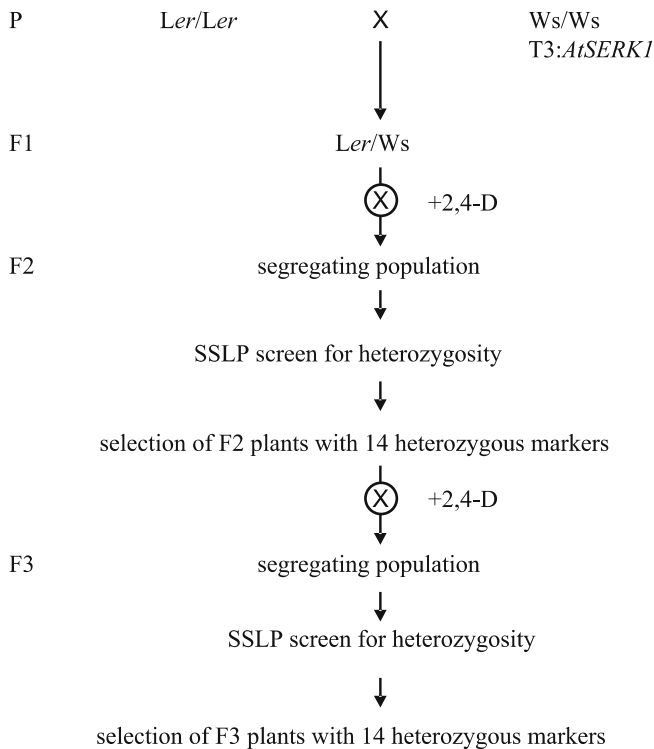 P Ler/Ler X Ws/Ws
T3:AtSERK1
F1 Ler/Ws
X +2,4-D
F2 segregating population
SSLP screen for heterozygosity
selection of F2 plants with 14 heterozygous markers
X +2,4-D
F3 segregating population
SSLP screen for heterozygosity
selection of F3 plants with 14 heterozygous markers